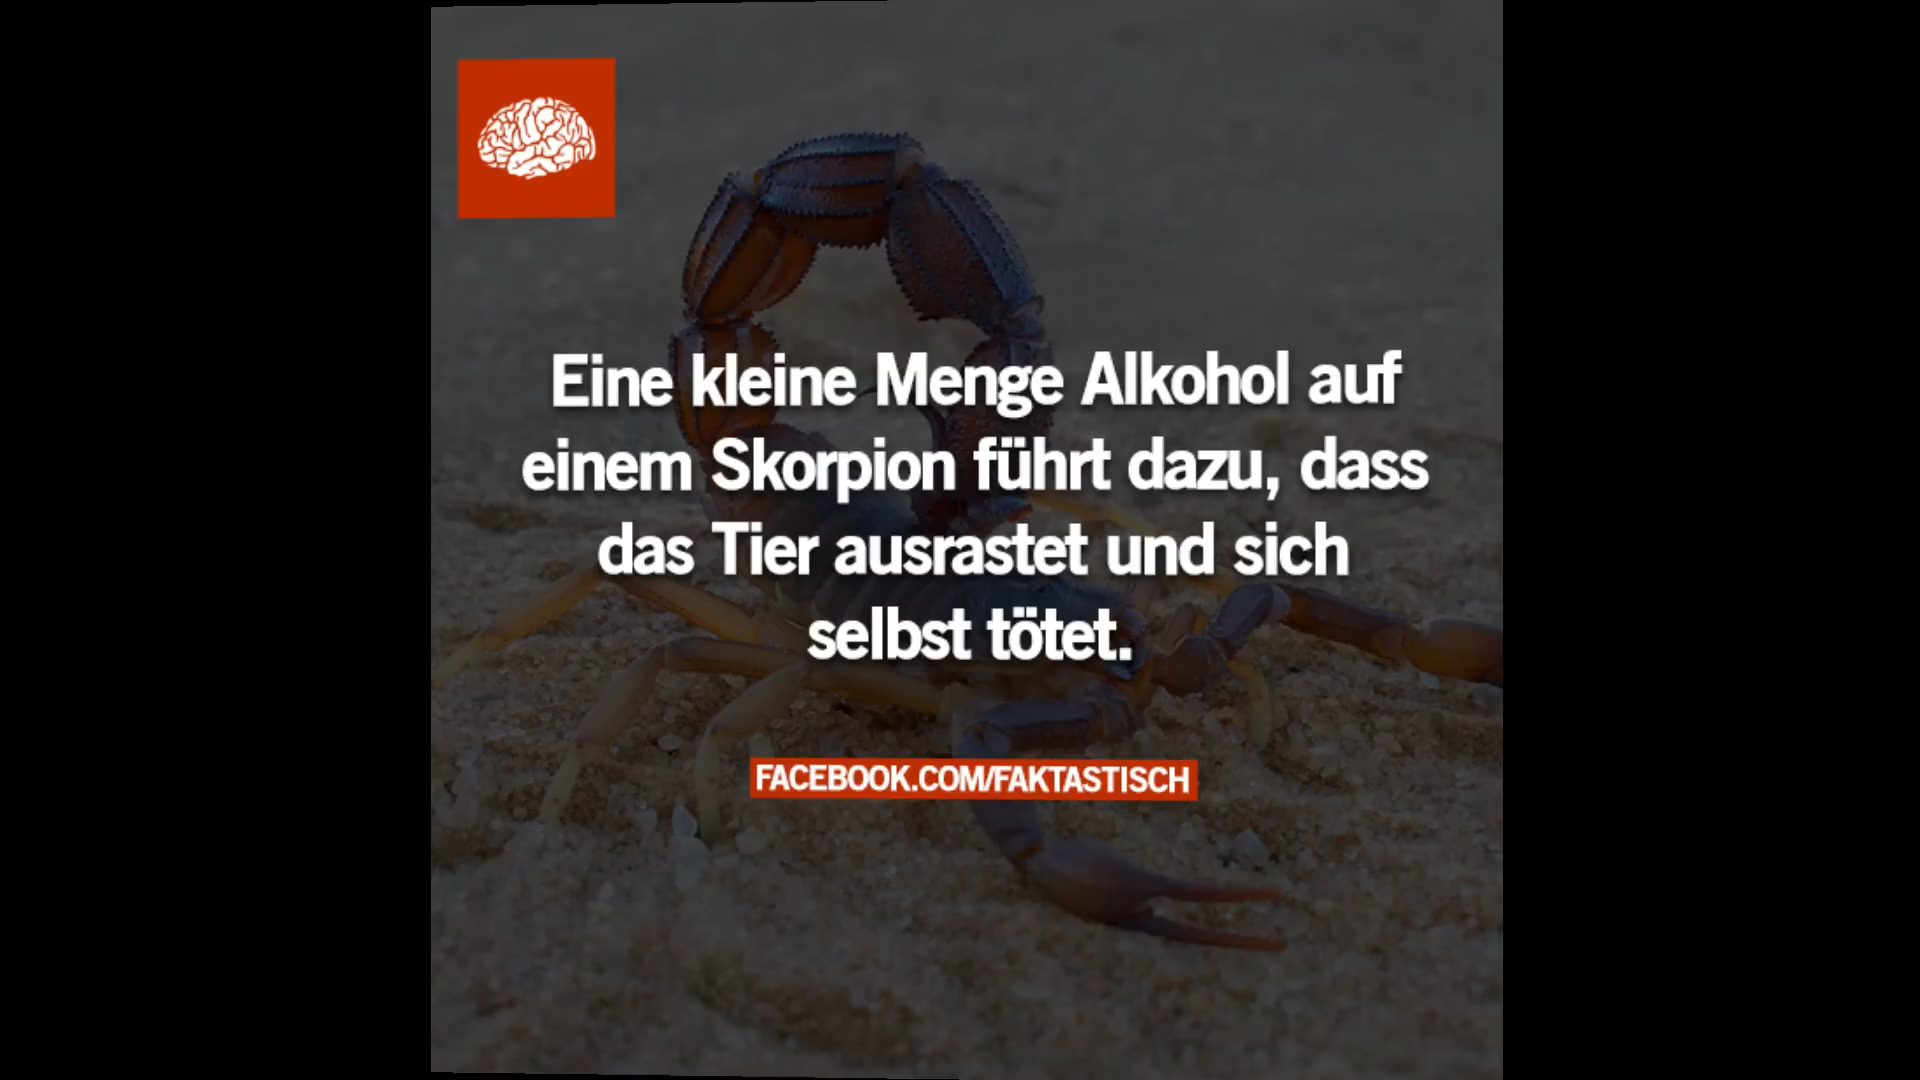 Eine kleine Menge Alkohol auf
einem Skorpion führt dazu, dass
das Tier ausrastet und sich
selbst tötet.
FACEBOOK.COM/FAKTASTISCH